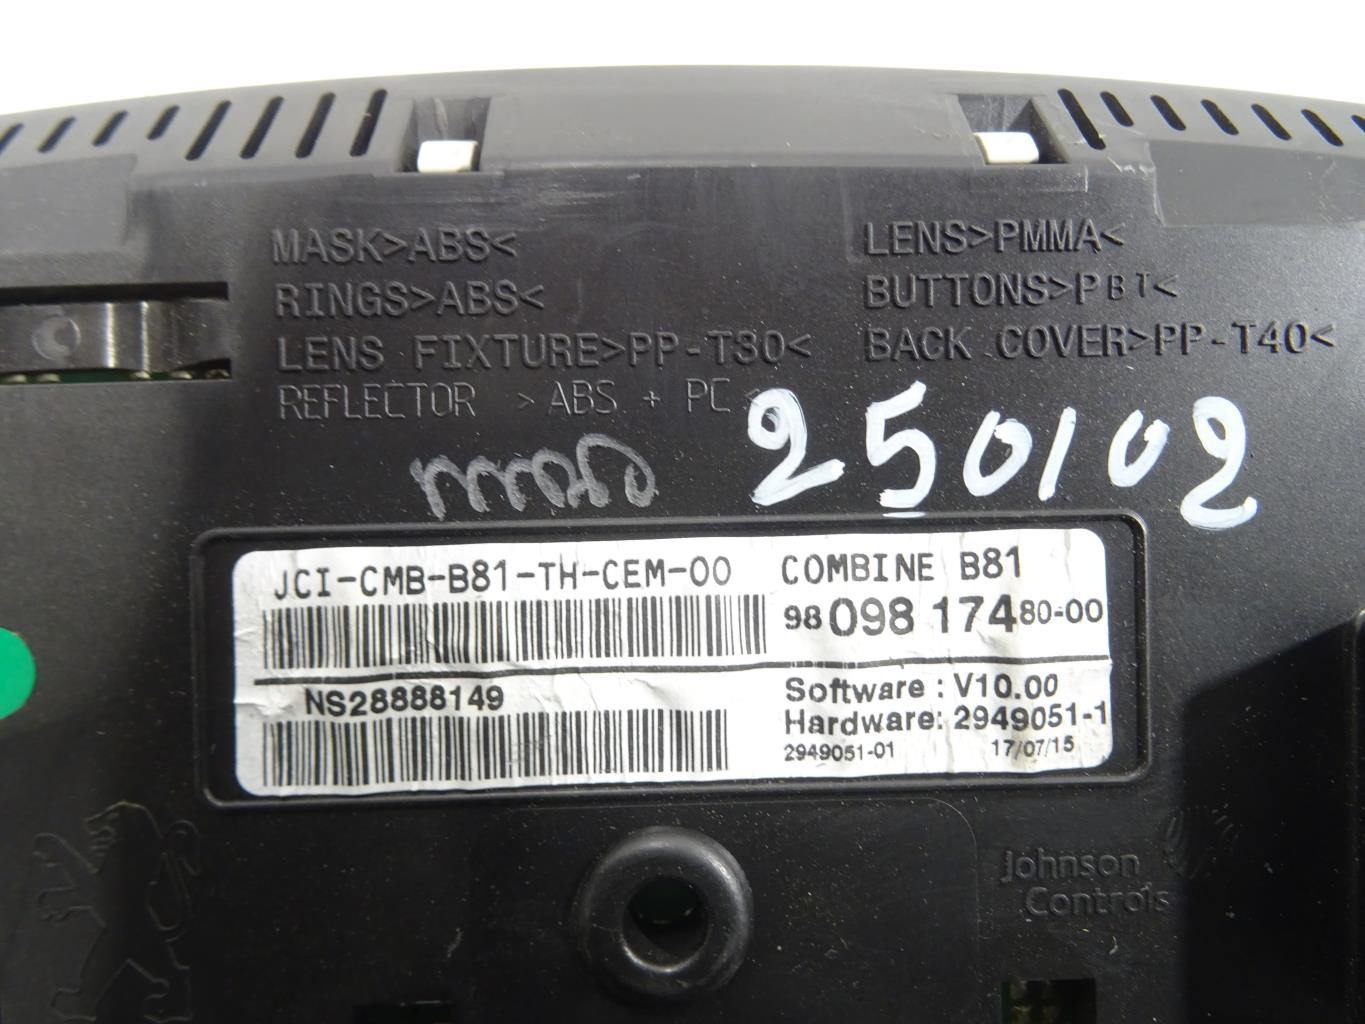 MASK>ABS<
LENS>PMMA<
RINGS>ABS<
BUTTONS>PBT<
LENS FIXTURE>PP-T30<
BACK COVER>PP-T40<
REFLECTOR >ABS + PC<
250102
JCI-CMB-B81-TH-CEM-00
COMBINE B81
98 098 174 80-00
NS28888149
Software : V10.00
Hardware: 2949051-1
2949051-01 17/07/15
Johnson
Controls